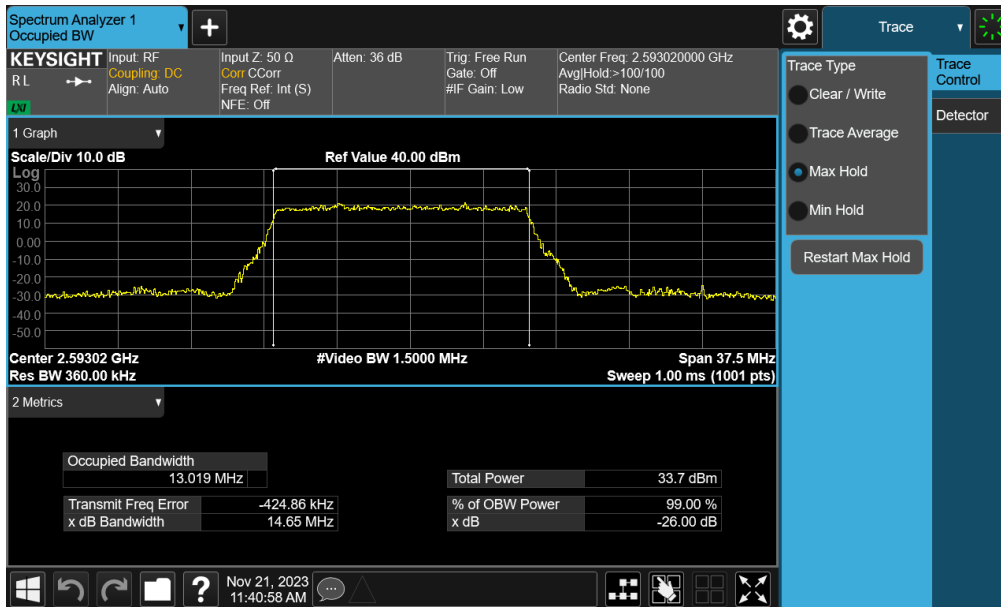 Spectrum Analyzer 1
Occupied BW
Trace
KEYSIGHT
R L
LXI
Input: RF
Coupling: DC
Align: Auto
Input Z: 50 Ω
Corr CCorr
Freq Ref: Int (S)
NFE: Off
Atten: 36 dB
Trig: Free Run
Gate: Off
#IF Gain: Low
Center Freq: 2.593020000 GHz
Avg|Hold:>100/100
Radio Std: None
1 Graph
Scale/Div 10.0 dB
Ref Value 40.00 dBm
Log
30.0
20.0
10.0
0.00
-10.0
-20.0
-30.0
-40.0
-50.0
Center 2.59302 GHz
#Video BW 1.5000 MHz
Span 37.5 MHz
Res BW 360.00 kHz
Sweep 1.00 ms (1001 pts)
2 Metrics
Occupied Bandwidth
13.019 MHz
Transmit Freq Error -424.86 kHz
x dB Bandwidth 14.65 MHz
Total Power 33.7 dBm
% of OBW Power 99.00 %
x dB -26.00 dB
Trace Type
Clear / Write
Trace Average
Max Hold
Min Hold
Restart Max Hold
Trace
Control
Detector
Nov 21, 2023
11:40:58 AM